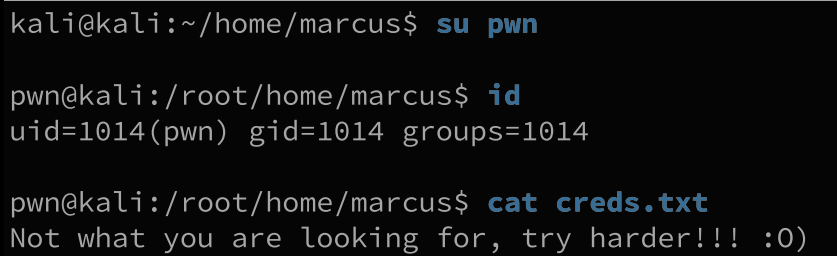 kali@kali:~/home/marcus$ su pwn
pwn@kali:/root/home/marcus$ id
uid=1014(pwn) gid=1014 groups=1014
pwn@kali:/root/home/marcus$ cat creds.txt
Not what you are looking for, try harder!!! :O)